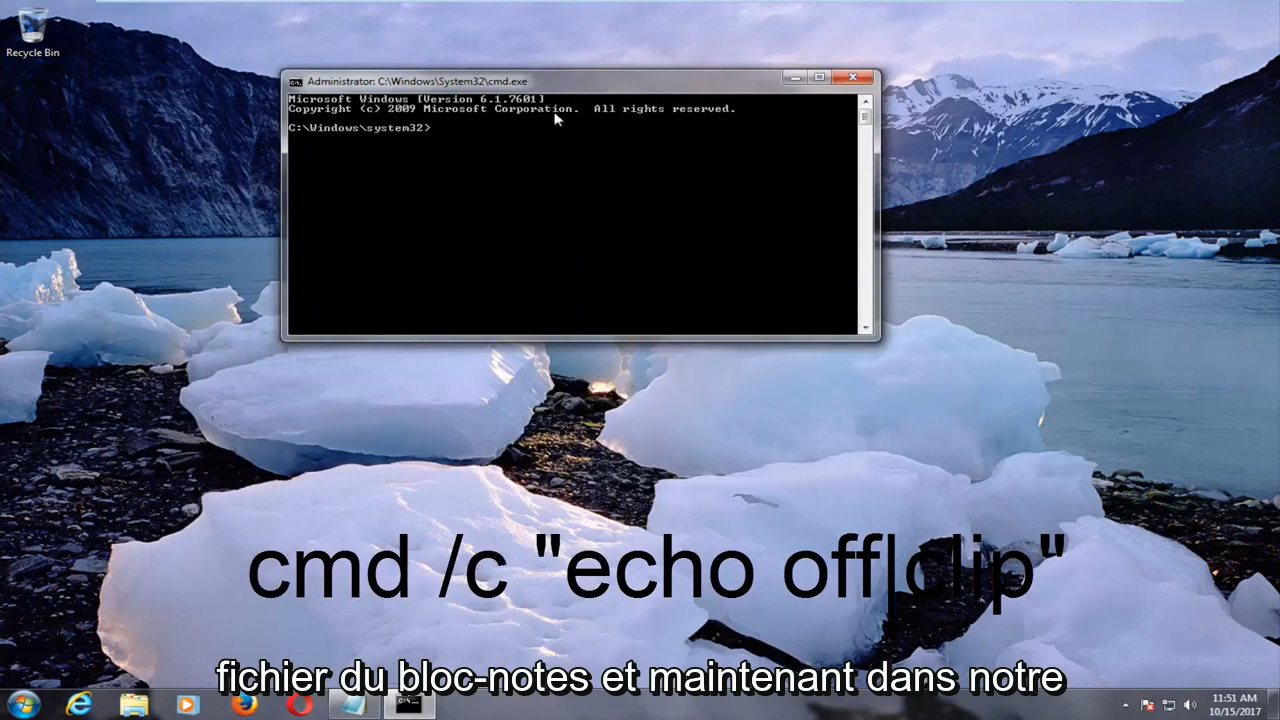 Recycle Bin
Administrator: C:\Windows\System32\cmd.exe
Microsoft Windows [Version 6.1.7601]
Copyright (c) 2009 Microsoft Corporation.  All rights reserved.
C:\Windows\system32>
cmd /c "echo off|clip"
fichier du bloc-notes et maintenant dans notre
11:51 AM
10/15/2017